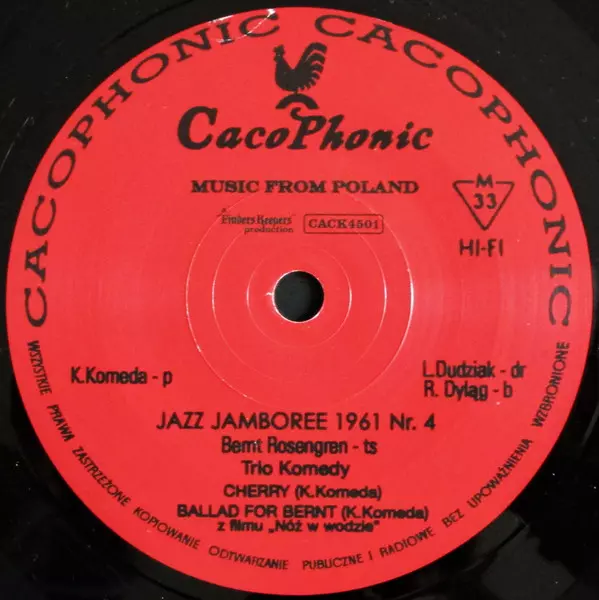 CACOPHONIC CACOPHONIC
CacoPhonic
MUSIC FROM POLAND
M
33
HI-FI
a
Finders Keepers
production
CACK4501
K.Komeda - p
L.Dudziak - dr
R. Dyląg - b
JAZZ JAMBOREE 1961 Nr. 4
Bernt Rosengren - ts
Trio Komedy
CHERRY (K.Komeda)
BALLAD FOR BERNT (K.Komeda)
z filmu „Nóż w wodzie"
WSZYSTKIE PRAWA ZASTRZEŻONE KOPIOWANIE ODTWARZANIE PUBLICZNE I RADIOWE BEZ UPOWAŻNIENIA WZBRONIONE